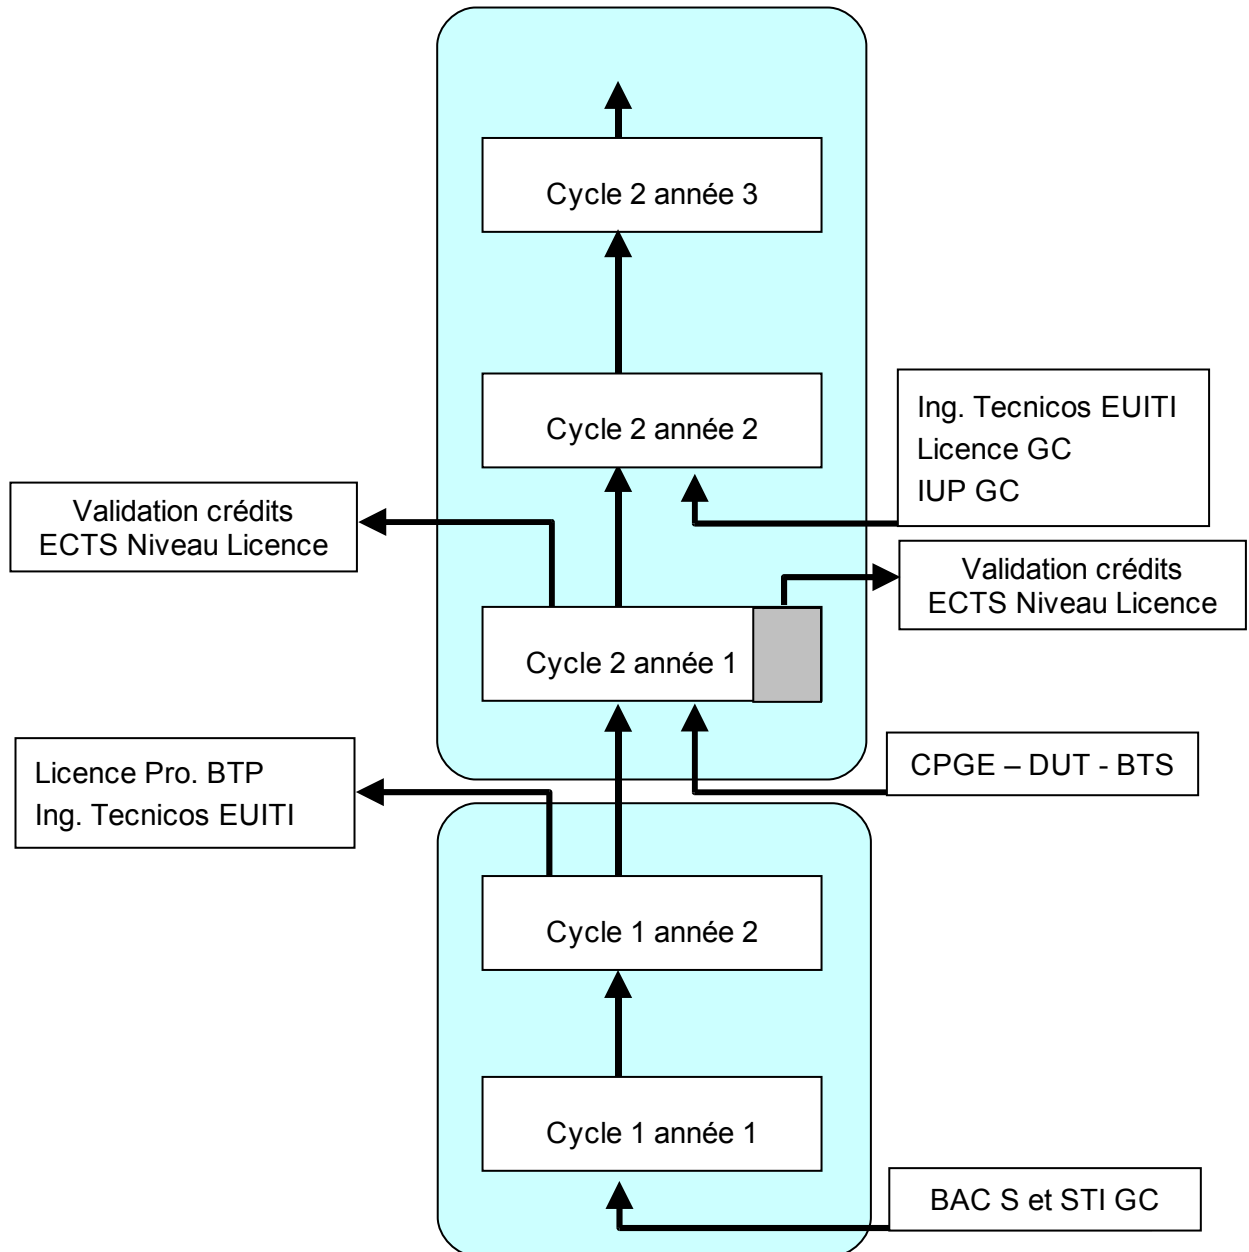 Cycle 2 année 3
Cycle 2 année 2
Ing. Tecnicos EUITI
Licence GC
IUP GC
Validation crédits
ECTS Niveau Licence
Validation crédits
ECTS Niveau Licence
Cycle 2 année 1
Licence Pro. BTP
Ing. Tecnicos EUITI
CPGE – DUT - BTS
Cycle 1 année 2
Cycle 1 année 1
BAC S et STI GC